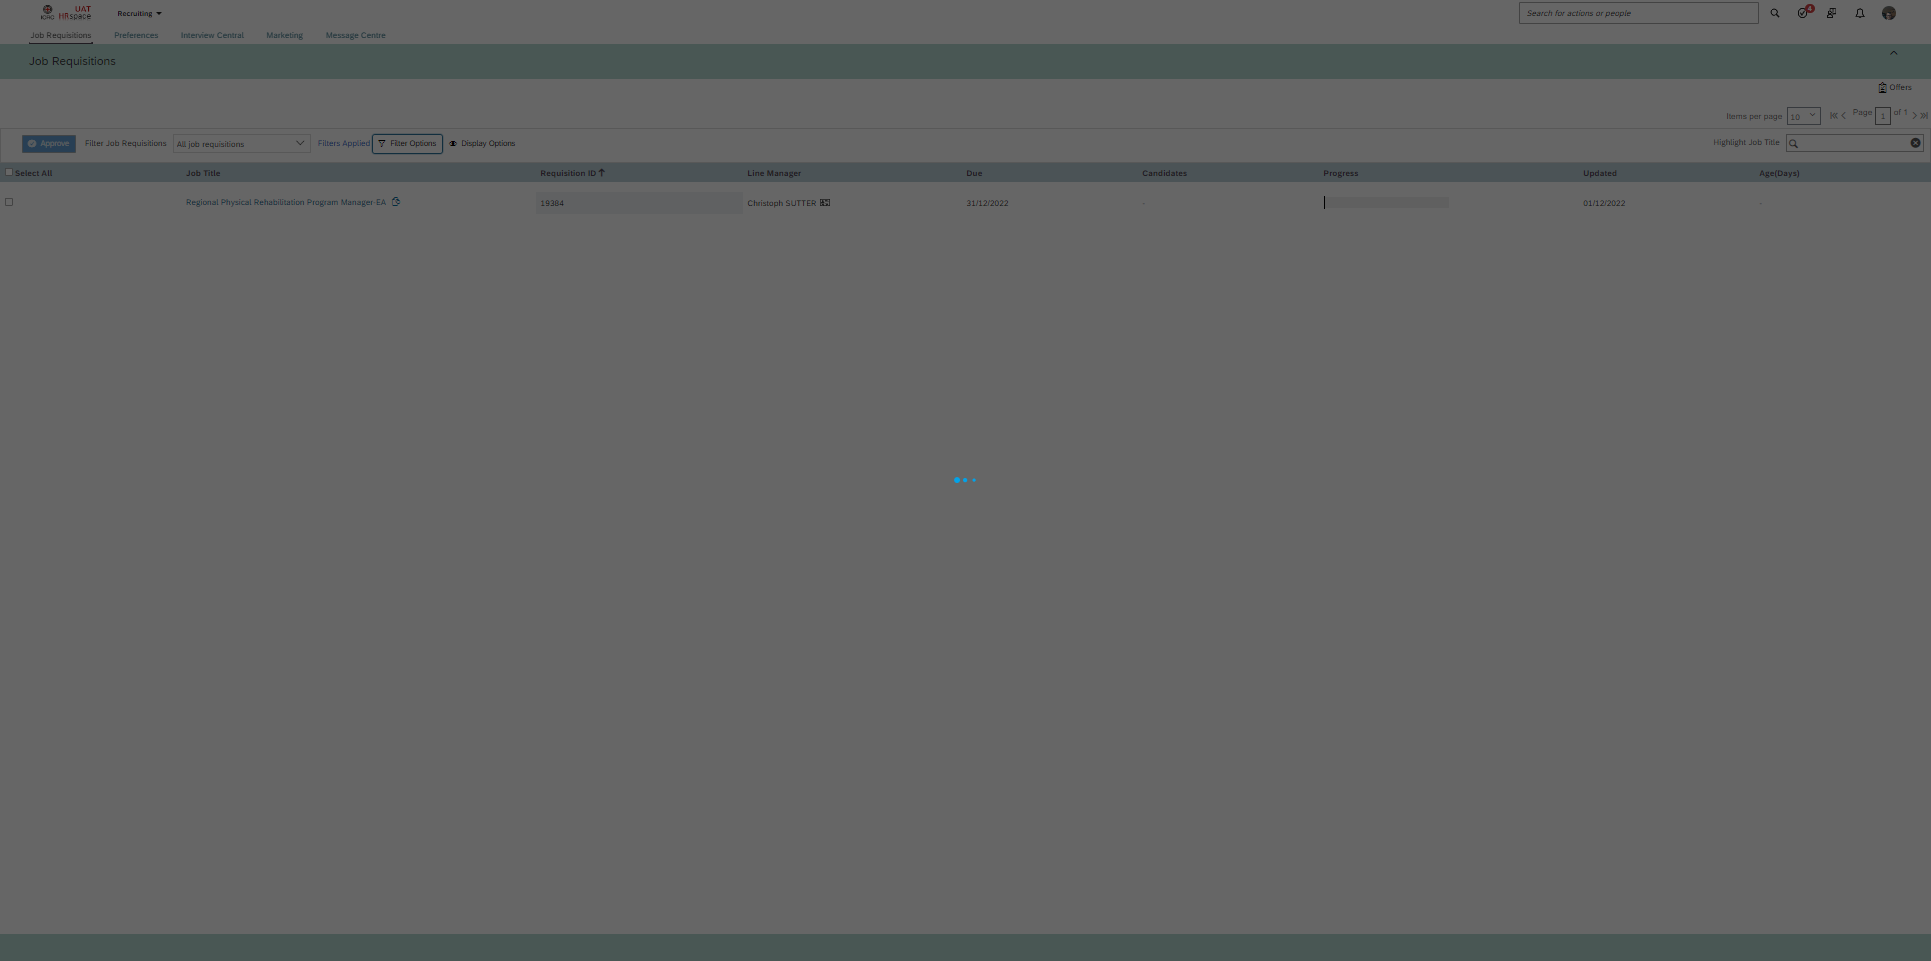 UAT
ICRC HRspace
Recruiting
Search for actions or people
4
Job Requisitions Preferences Interview Central Marketing Message Centre
Job Requisitions
Offers
Items per page 10 Page 1 of 1
Approve Filter Job Requisitions All job requisitions Filters Applied Filter Options Display Options Highlight Job Title
Select All Job Title Requisition ID Line Manager Due Candidates Progress Updated Age(Days)
Regional Physical Rehabilitation Program Manager-EA 19384 Christoph SUTTER 31/12/2022 - 01/12/2022 -